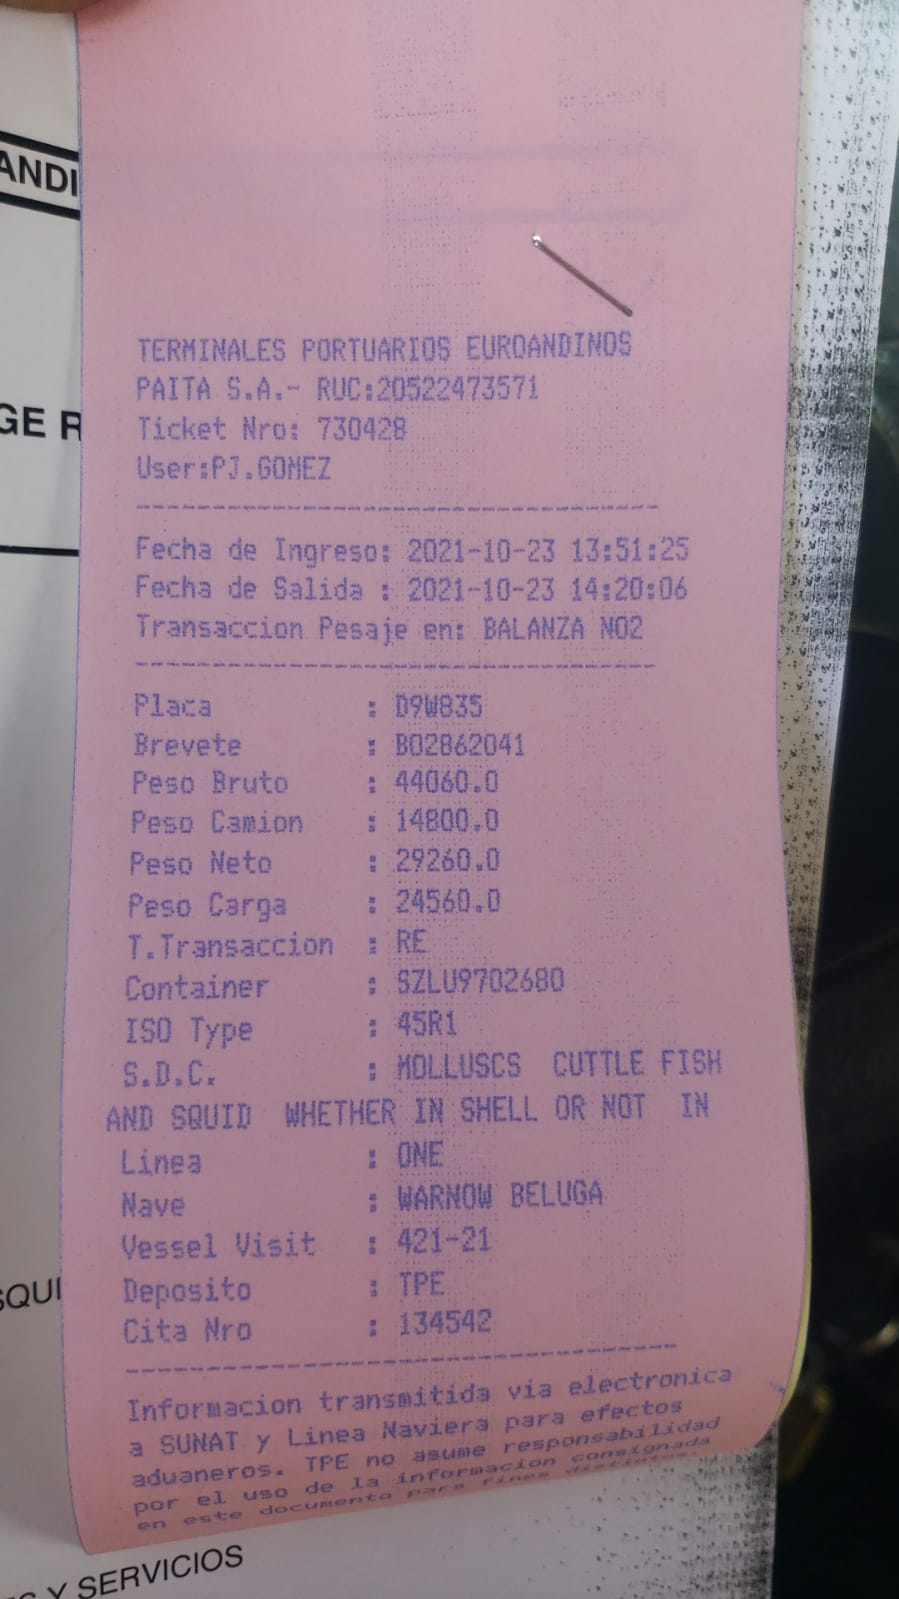 ANDI
GE R
TERMINALES PORTUARIOS EUROANDINOS
PAITA S.A.- RUC:20522473571
Ticket Nro: 730428
User:PJ.GOMEZ
Fecha de Ingreso: 2021-10-23 13:51:25
Fecha de Salida : 2021-10-23 14:20:06
Transaccion Pesaje en: BALANZA NO2
Placa : D9W835
Brevete : B02862041
Peso Bruto : 44060.0
Peso Camion : 14800.0
Peso Neto : 29260.0
Peso Carga : 24560.0
T.Transaccion : RE
Container : SZLU9702680
ISO Type : 45R1
S.D.C. : MOLLUSCS CUTTLE FISH
AND SQUID WHETHER IN SHELL OR NOT IN
Linea : ONE
Nave : WARNOW BELUGA
Vessel Visit : 421-21
Deposito : TPE
SQUI
Cita Nro : 134542
Informacion transmitida via electronica
a SUNAT y Linea Naviera para efectos
aduaneros. TPE no asume responsabilidad
por el uso de la informacion consignada
en este documento para fines distintos
Y SERVICIOS